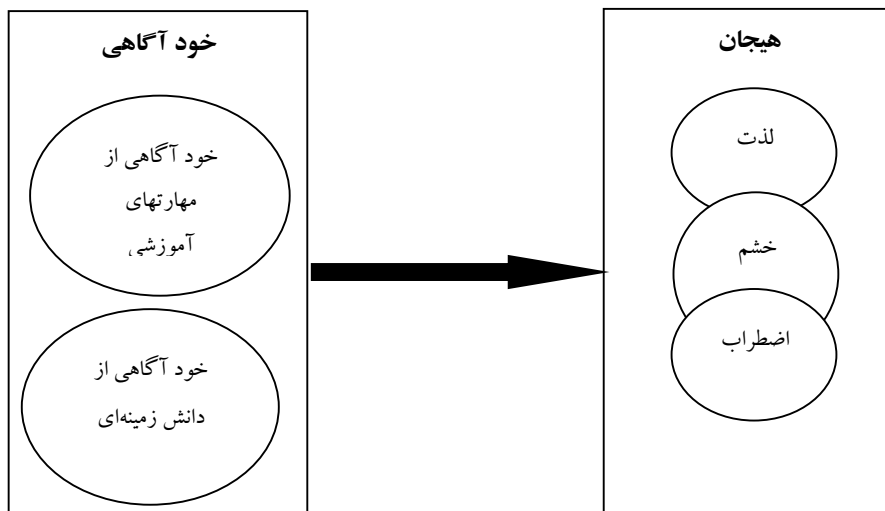 هیجان
لذت
خشم
اضطراب
خود آگاهی
خود آگاهی از
مهارتهای
آموزشی
خود آگاهی از
دانش زمینه‌ای